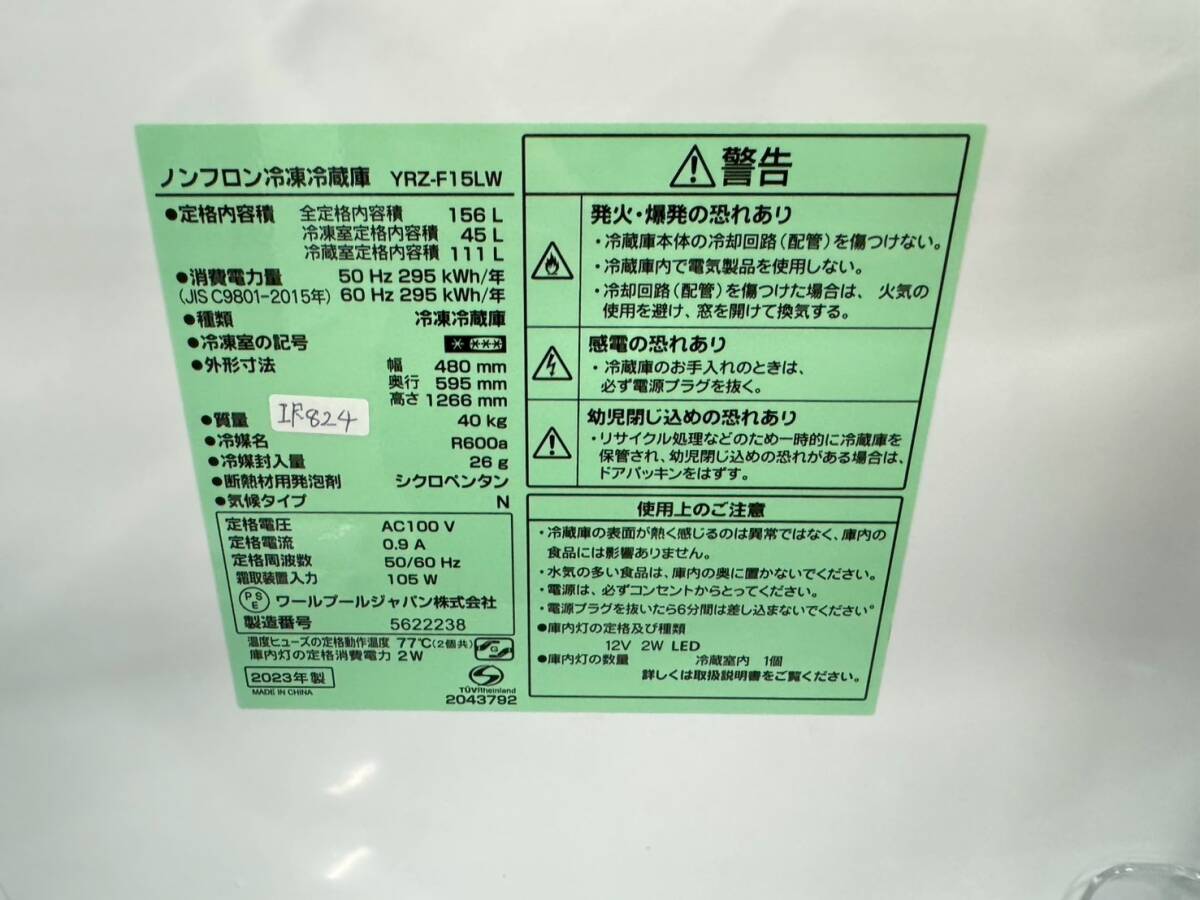 ノンフロン冷凍冷蔵庫 YRZ-F15LW
●定格内容積 全定格内容積 156 L
冷凍室定格内容積 45 L
冷蔵室定格内容積 111 L
●消費電力量 50 Hz 295 kWh/年
(JIS C9801-2015年) 60 Hz 295 kWh/年
●種類 冷凍冷蔵庫
●冷凍室の記号
●外形寸法 幅 480 mm
奥行 595 mm
高さ 1266 mm
●質量 40 kg
●冷媒名 R600a
●冷媒封入量 26 g
●断熱材用発泡剤 シクロペンタン
●気候タイプ N
定格電圧 AC100 V
定格電流 0.9 A
定格周波数 50/60 Hz
霜取装置入力 105 W
PSE ワールプールジャパン株式会社
製造番号 5622238
温度ヒューズの定格動作温度 77℃(2個共)
庫内灯の定格消費電力 2W
2023年 製
MADE IN CHINA
TÜVRheinland
2043792
警告
発火・爆発の恐れあり
・冷蔵庫本体の冷却回路(配管)を傷つけない。
・冷蔵庫内で電気製品を使用しない。
・冷却回路(配管)を傷つけた場合は、火気の
使用を避け、窓を開けて換気する。
感電の恐れあり
・冷蔵庫のお手入れのときは、
必ず電源プラグを抜く。
幼児閉じ込めの恐れあり
・リサイクル処理などのため一時的に冷蔵庫を
保管され、幼児閉じ込めの恐れがある場合は、
ドアパッキンをはずす。
使用上のご注意
・冷蔵庫の表面が熱く感じるのは異常ではなく、庫内の
食品には影響ありません。
・水気の多い食品は、庫内の奥に置かないでください。
・電源は、必ずコンセントからとってください。
・電源プラグを抜いたら6分間は差し込まないでください。
●庫内灯の定格及び種類
12V 2W LED
●庫内灯の数量 冷蔵室内 1個
詳しくは取扱説明書をご覧ください。